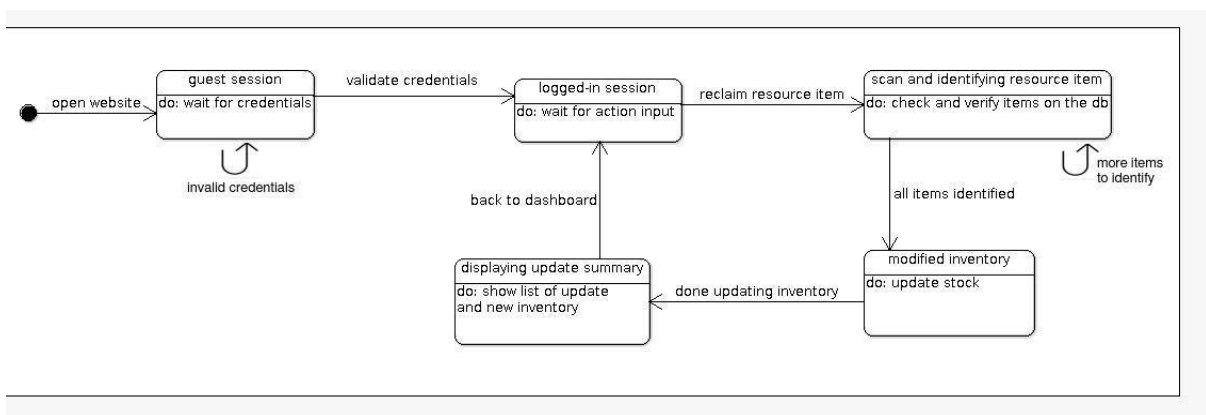 open website
guest session
do: wait for credentials
invalid credentials
validate credentials
logged-in session
do: wait for action input
reclaim resource item
scan and identifying resource item
do: check and verify items on the db
more items
to identify
all items identified
modified inventory
do: update stock
done updating inventory
displaying update summary
do: show list of update
and new inventory
back to dashboard